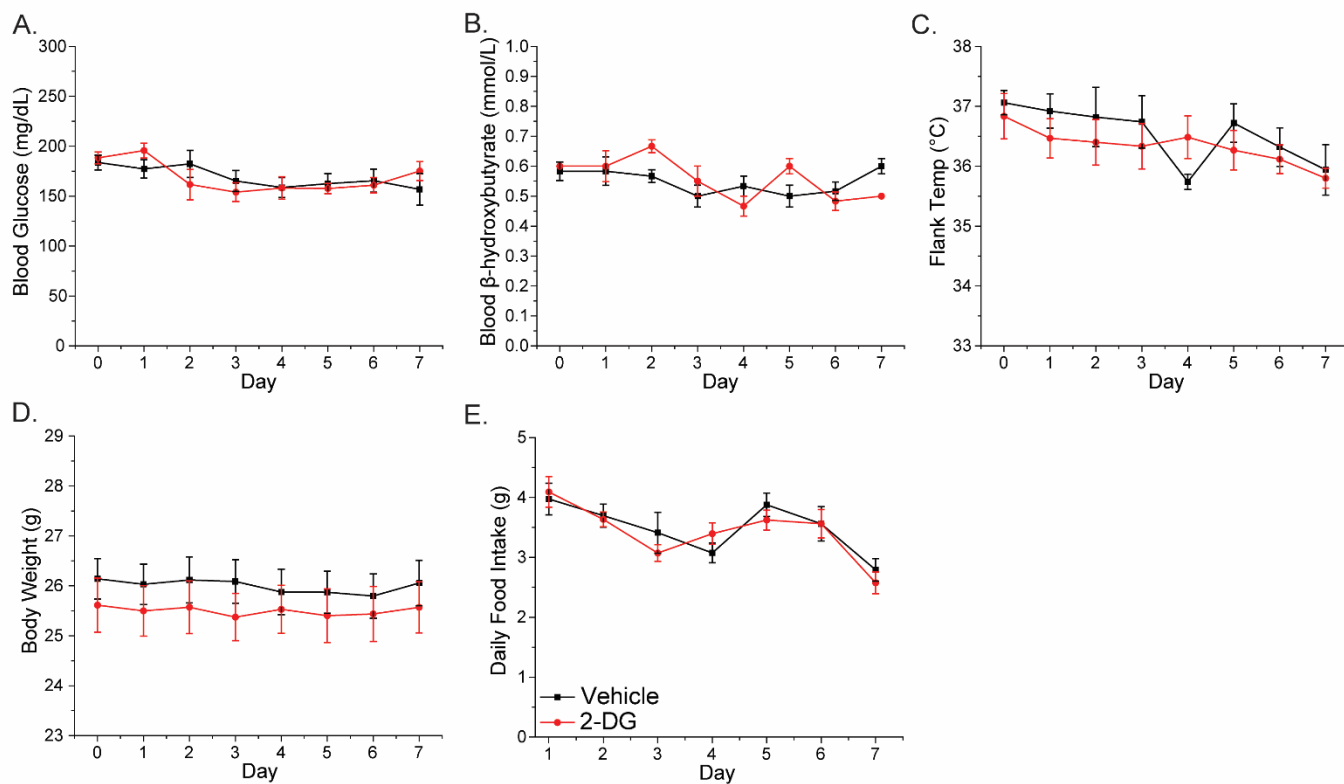 A.
Blood Glucose (mg/dL)
300
250
200
150
100
50
0
0 1 2 3 4 5 6 7
Day
B.
Blood β-hydroxybutyrate (mmol/L)
1.0
0.9
0.8
0.7
0.6
0.5
0.4
0.3
0.2
0.1
0.0
0 1 2 3 4 5 6 7
Day
C.
Flank Temp (°C)
38
37
36
35
34
33
0 1 2 3 4 5 6 7
Day
D.
Body Weight (g)
29
28
27
26
25
24
23
0 1 2 3 4 5 6 7
Day
E.
Daily Food Intake (g)
5
4
3
2
1
0
Vehicle
2-DG
1 2 3 4 5 6 7
Day